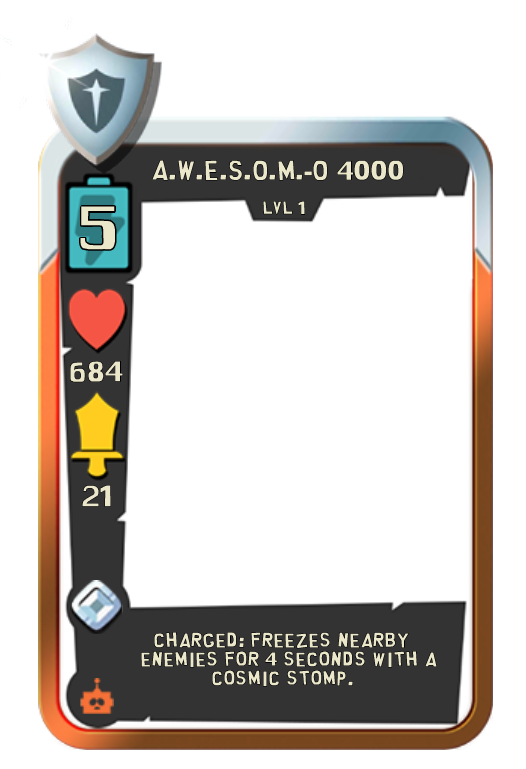 A.W.E.S.O.M.-O 4000
LVL 1
5
684
21
CHARGED: FREEZES NEARBY
ENEMIES FOR 4 SECONDS WITH A
COSMIC STOMP.